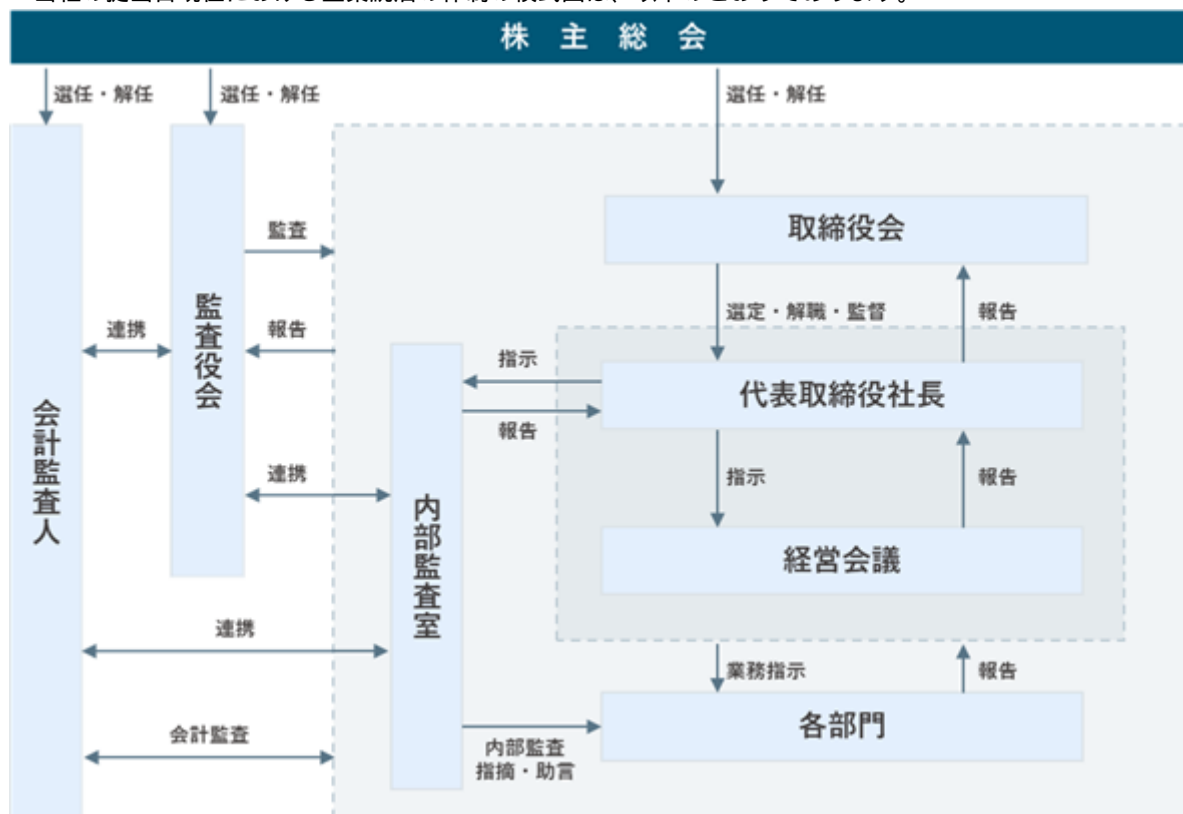 株主総会
選任・解任
選任・解任
選任・解任
取締役会
監査
選定・解職・監督
報告
監査役会
連携
報告
指示
代表取締役社長
報告
会計監査人
連携
指示
報告
内部監査室
経営会議
連携
業務指示
報告
各部門
会計監査
内部監査
指摘・助言